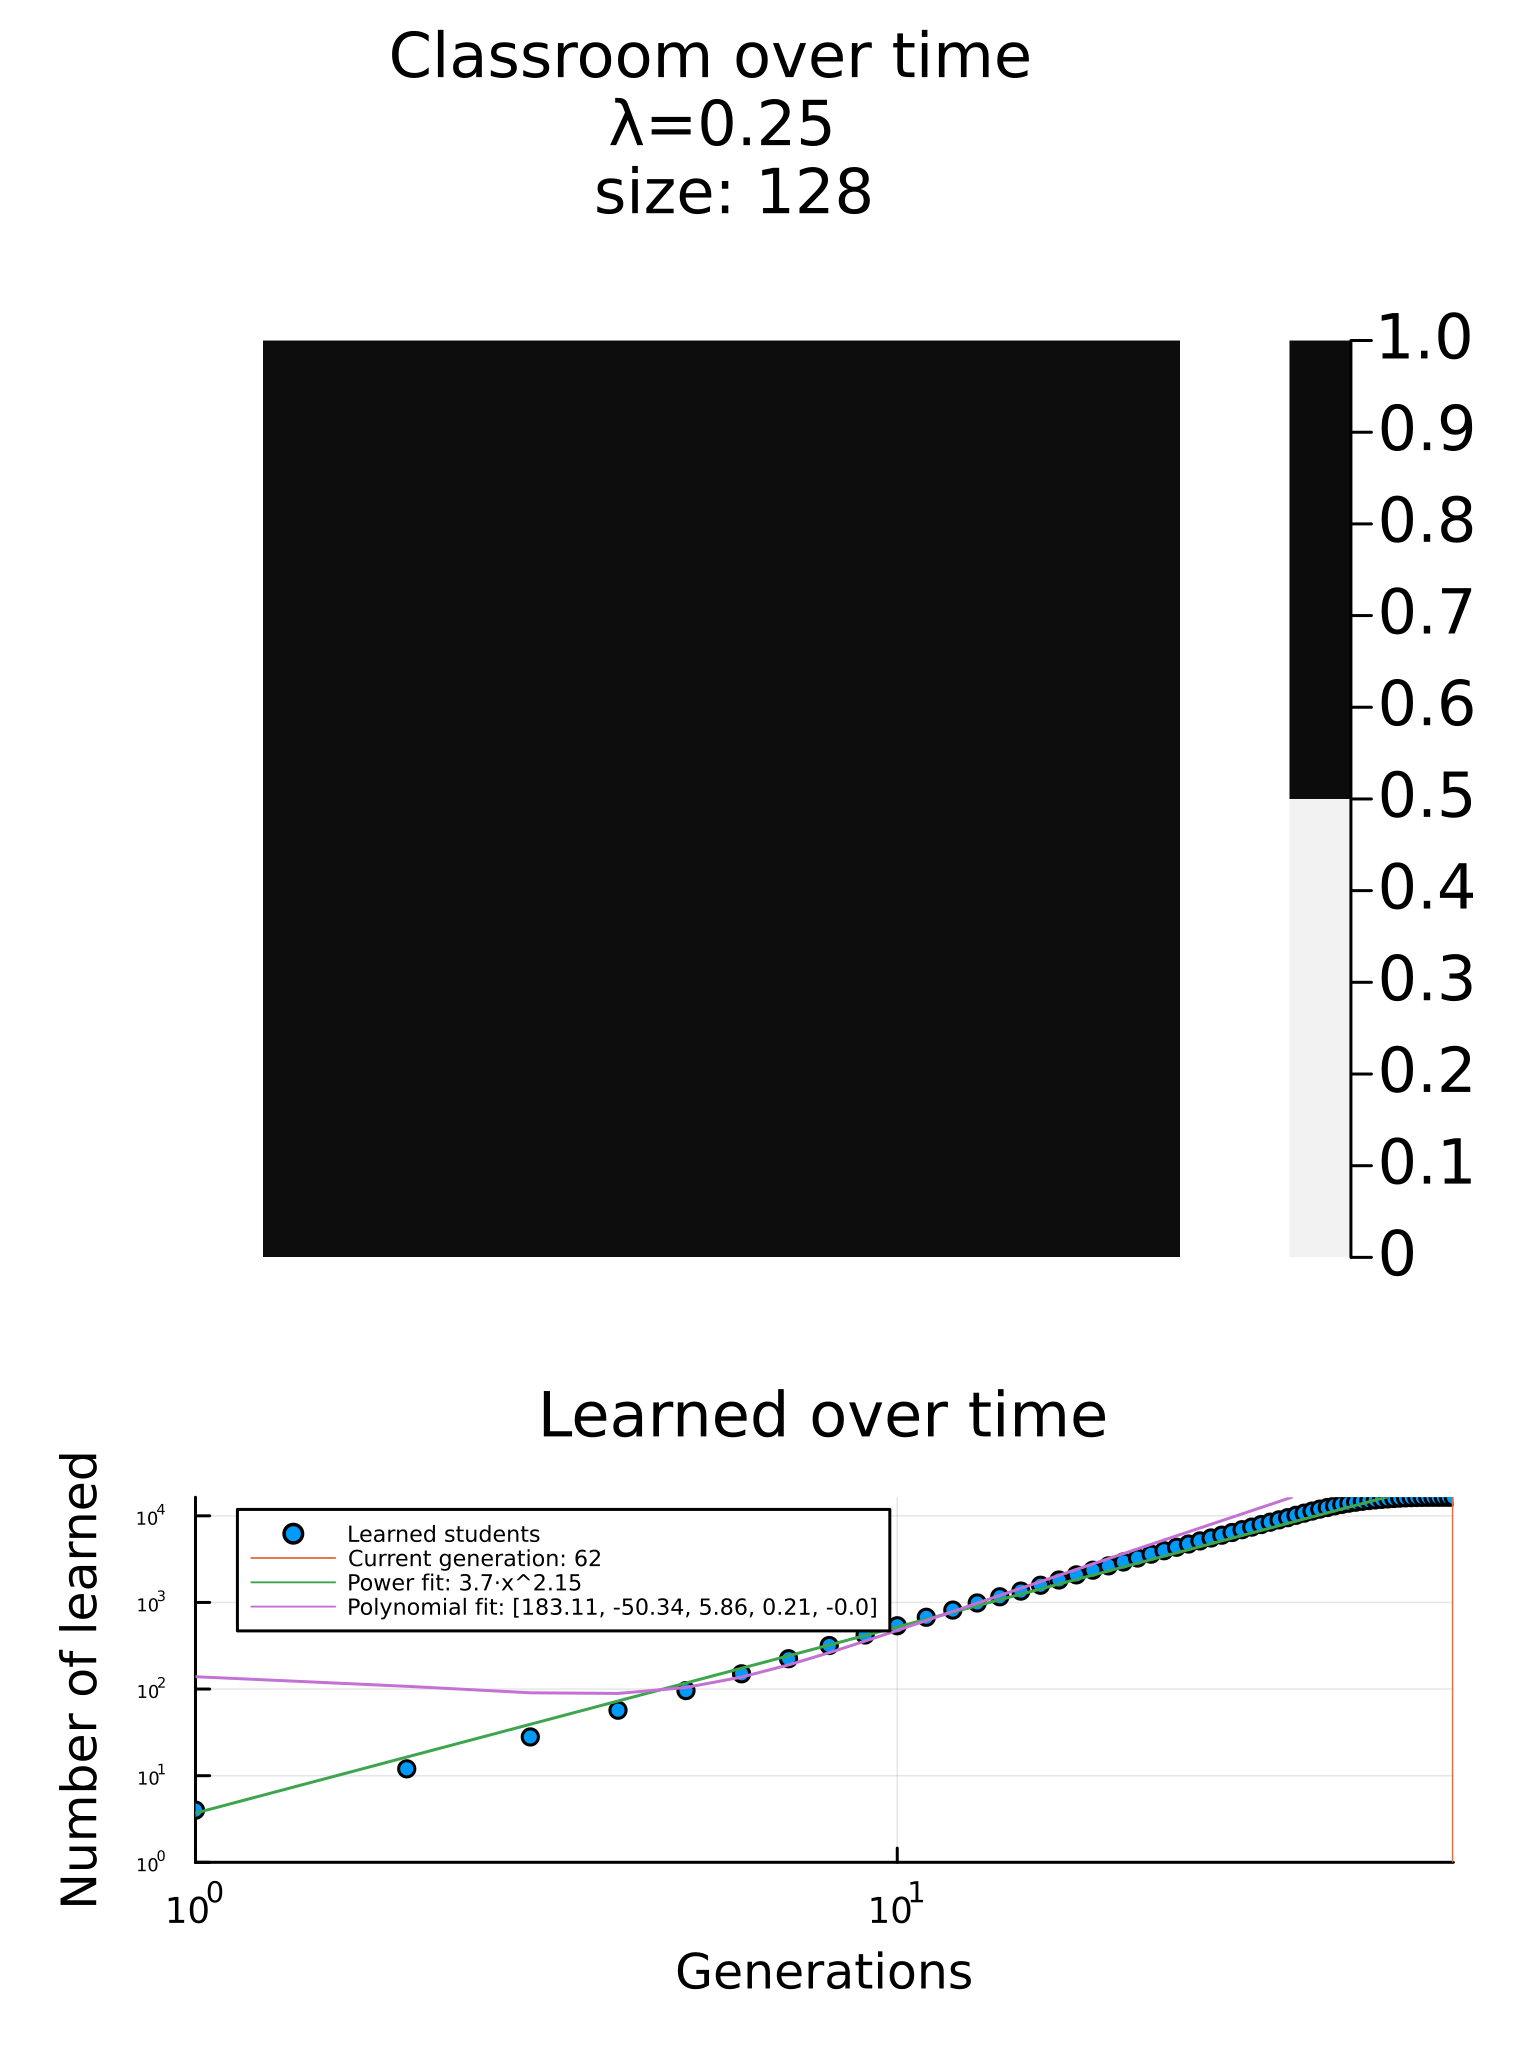 Classroom over time
λ=0.25
size: 128
1.0
0.9
0.8
0.7
0.6
0.5
0.4
0.3
0.2
0.1
0
Learned over time
Number of learned
10^4
10^3
10^2
10^1
10^0
Learned students
Current generation: 62
Power fit: 3.7·x^2.15
Polynomial fit: [183.11, -50.34, 5.86, 0.21, -0.0]
10^0 10^1
Generations